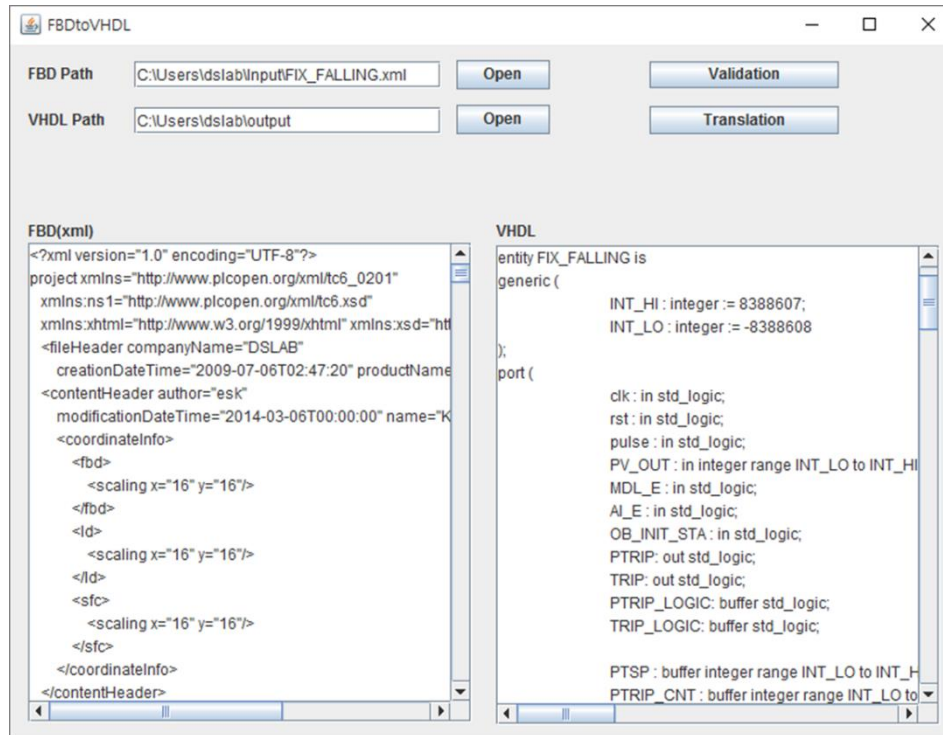 FBDtoVHDL
FBD Path C:\Users\dslab\Input\FIX_FALLING.xml Open Validation
VHDL Path C:\Users\dslab\output Open Translation
FBD(xml)
<?xml version="1.0" encoding="UTF-8"?>
project xmlns="http://www.plcopen.org/xml/tc6_0201"
xmlns:ns1="http://www.plcopen.org/xml/tc6.xsd"
xmlns:xhtml="http://www.w3.org/1999/xhtml" xmlns:xsd="htt
<fileHeader companyName="DSLAB"
creationDateTime="2009-07-06T02:47:20" productName
<contentHeader author="esk"
modificationDateTime="2014-03-06T00:00:00" name="K
<coordinateInfo>
<fbd>
<scaling x="16" y="16"/>
</fbd>
<ld>
<scaling x="16" y="16"/>
</ld>
<sfc>
<scaling x="16" y="16"/>
</sfc>
</coordinateInfo>
</contentHeader>
VHDL
entity FIX_FALLING is
generic (
INT_HI : integer := 8388607;
INT_LO : integer := -8388608
);
port (
clk : in std_logic;
rst : in std_logic;
pulse : in std_logic;
PV_OUT : in integer range INT_LO to INT_HI
MDL_E : in std_logic;
AI_E : in std_logic;
OB_INIT_STA : in std_logic;
PTRIP: out std_logic;
TRIP: out std_logic;
PTRIP_LOGIC: buffer std_logic;
TRIP_LOGIC: buffer std_logic;
PTSP : buffer integer range INT_LO to INT_H
PTRIP_CNT : buffer integer range INT_LO to